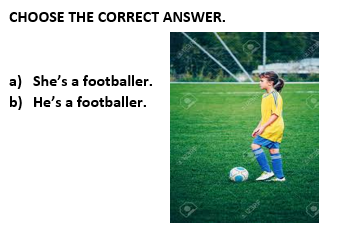 CHOOSE THE CORRECT ANSWER.
a) She's a footballer.
b) He's a footballer.